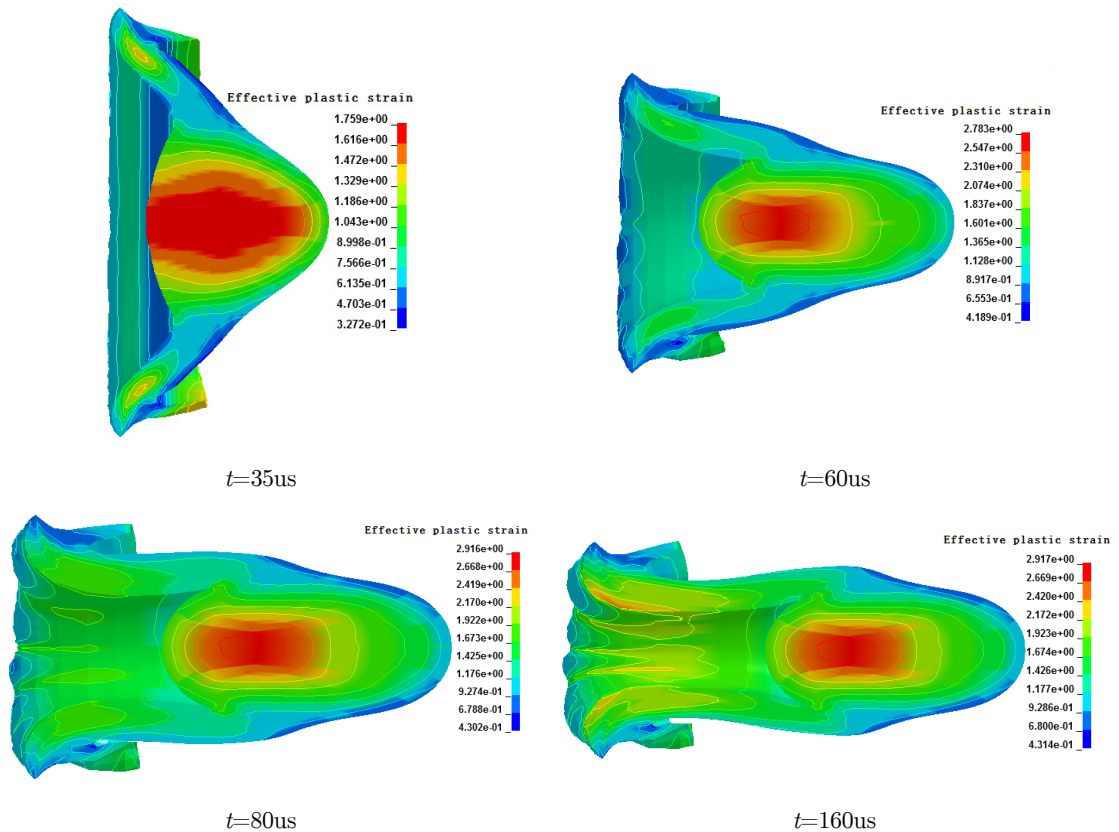 Effective plastic strain
1.759e+00
1.616e+00
1.472e+00
1.329e+00
1.186e+00
1.043e+00
8.998e-01
7.566e-01
6.135e-01
4.703e-01
3.272e-01
t=35us
Effective plastic strain
2.783e+00
2.547e+00
2.310e+00
2.074e+00
1.837e+00
1.601e+00
1.365e+00
1.128e+00
8.917e-01
6.553e-01
4.189e-01
t=60us
Effective plastic strain
2.916e+00
2.668e+00
2.419e+00
2.170e+00
1.922e+00
1.673e+00
1.425e+00
1.176e+00
9.274e-01
6.788e-01
4.302e-01
t=80us
Effective plastic strain
2.917e+00
2.669e+00
2.420e+00
2.172e+00
1.923e+00
1.674e+00
1.426e+00
1.177e+00
9.286e-01
6.800e-01
4.314e-01
t=160us